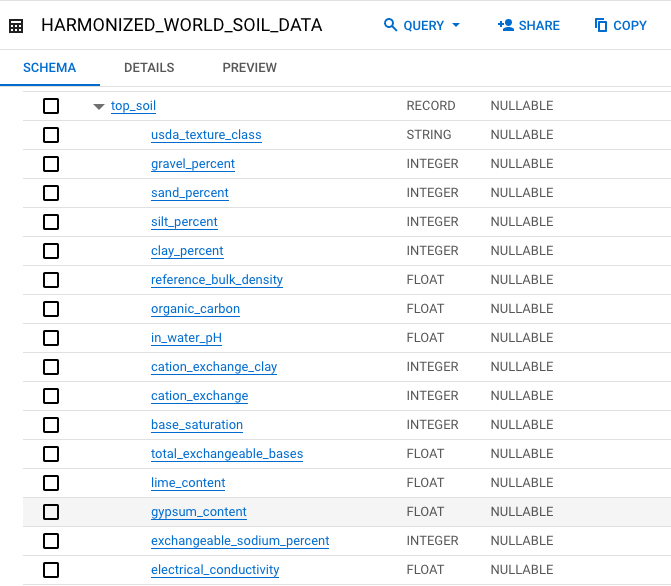 HARMONIZED_WORLD_SOIL_DATA QUERY SHARE COPY
SCHEMA DETAILS PREVIEW
top_soil RECORD NULLABLE
usda_texture_class STRING NULLABLE
gravel_percent INTEGER NULLABLE
sand_percent INTEGER NULLABLE
silt_percent INTEGER NULLABLE
clay_percent INTEGER NULLABLE
reference_bulk_density FLOAT NULLABLE
organic_carbon FLOAT NULLABLE
in_water_pH FLOAT NULLABLE
cation_exchange_clay INTEGER NULLABLE
cation_exchange INTEGER NULLABLE
base_saturation INTEGER NULLABLE
total_exchangeable_bases FLOAT NULLABLE
lime_content FLOAT NULLABLE
gypsum_content FLOAT NULLABLE
exchangeable_sodium_percent INTEGER NULLABLE
electrical_conductivity FLOAT NULLABLE